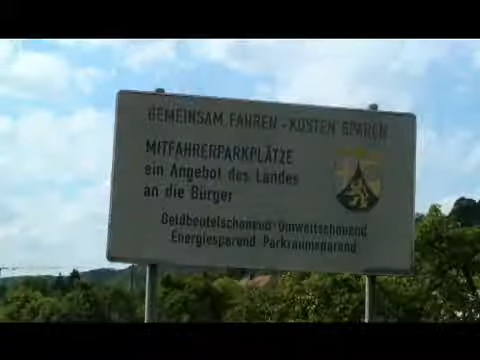 GEMEINSAM FAHREN - KOSTEN SPAREN
MITFAHRERPARKPLÄTZE
ein Angebot des Landes
an die Bürger
Geldbeutelschonend Umweltschonend
Energiesparend Parkraumsparend